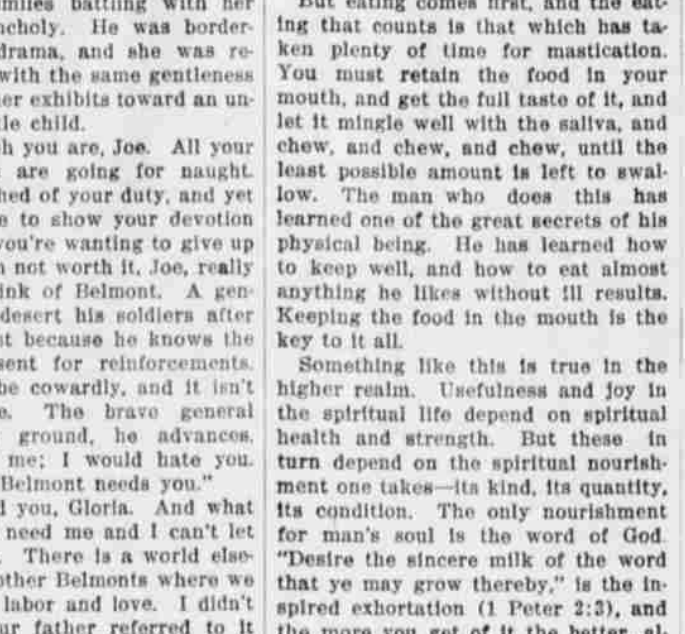 miles battling with her
ncholy. He was border-
drama, and she was re-
with the same gentleness
er exhibits toward an un-
le child.
h you are, Joe. All your
are going for naught.
hed of your duty, and yet
e to show your devotion
you're wanting to give up
n not worth it, Joe, really
ink of Belmont. A gen-
desert his soldiers after
st because he knows the
sent for reinforcements.
be cowardly, and it isn't
e. The brave general
ground, he advances.
me; I would hate you.
Belmont needs you."
d you, Gloria. And what
need me and I can't let
. There is a world else-
other Belmonts where we
labor and love. I didn't
ur father referred to it
But eating comes first, and the eat-
ing that counts is that which has ta-
ken plenty of time for mastication.
You must retain the food in your
mouth, and get the full taste of it, and
let it mingle well with the saliva, and
chew, and chew, and chew, until the
least possible amount is left to swal-
low. The man who does this has
learned one of the great secrets of his
physical being. He has learned how
to keep well, and how to eat almost
anything he likes without ill results.
Keeping the food in the mouth is the
key to it all.
Something like this is true in the
higher realm. Usefulness and joy in
the spiritual life depend on spiritual
health and strength. But these in
turn depend on the spiritual nourish-
ment one takes—its kind, its quantity,
its condition. The only nourishment
for man's soul is the word of God.
"Desire the sincere milk of the word
that ye may grow thereby," is the in-
spired exhortation (1 Peter 2:3), and
the more you get of it the better, al-